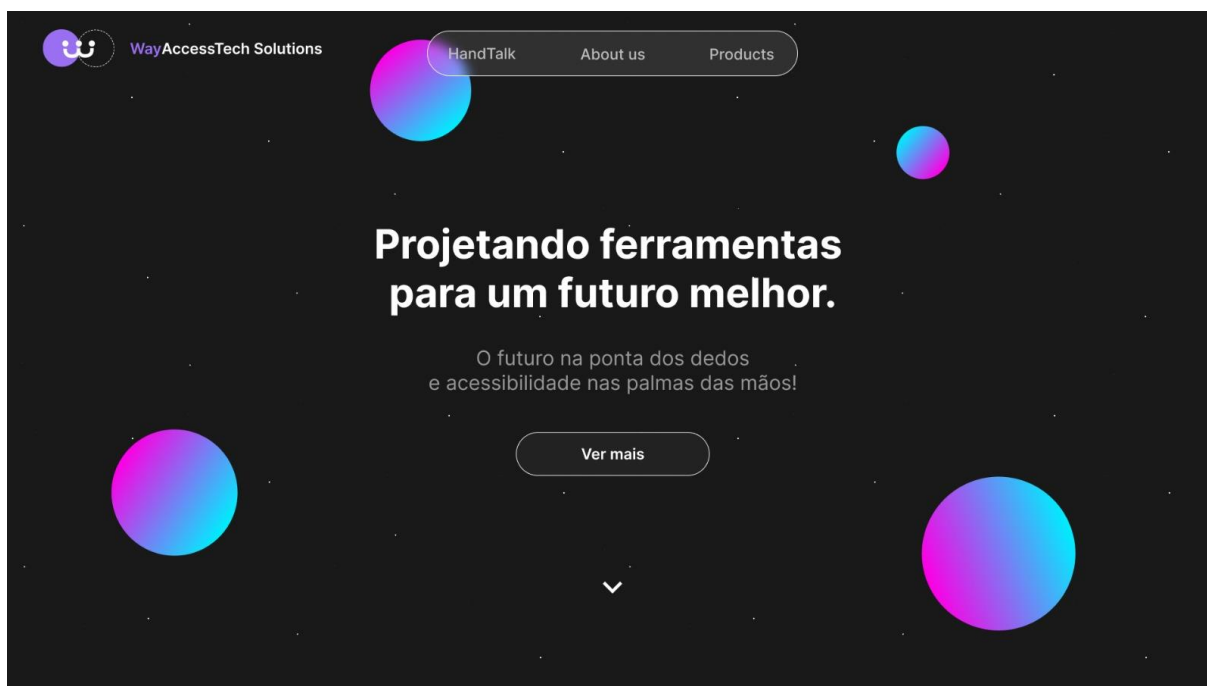 WayAccessTech Solutions
HandTalk About us Products
Projetando ferramentas
para um futuro melhor.
O futuro na ponta dos dedos
e acessibilidade nas palmas das mãos!
Ver mais